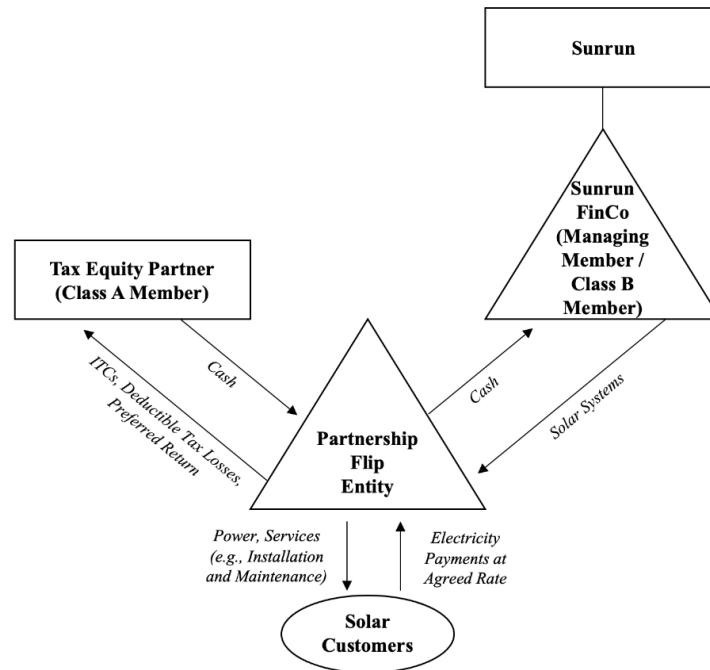 Sunrun
Sunrun
FinCo
(Managing
Member /
Class B
Member)
Tax Equity Partner
(Class A Member)
Cash
ITCs, Deductible Tax Losses,
Preferred Return
Cash
Solar Systems
Partnership
Flip
Entity
Power, Services
(e.g., Installation
and Maintenance)
Electricity
Payments at
Agreed Rate
Solar
Customers